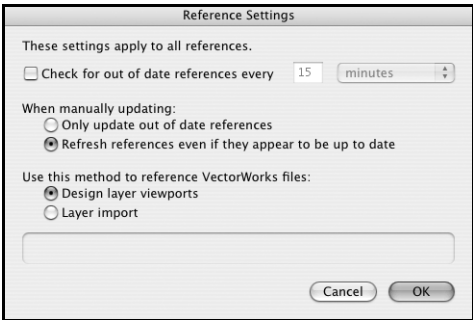 Reference Settings
These settings apply to all references.
Check for out of date references every 15 minutes
When manually updating:
Only update out of date references
Refresh references even if they appear to be up to date
Use this method to reference VectorWorks files:
Design layer viewports
Layer import
Cancel OK